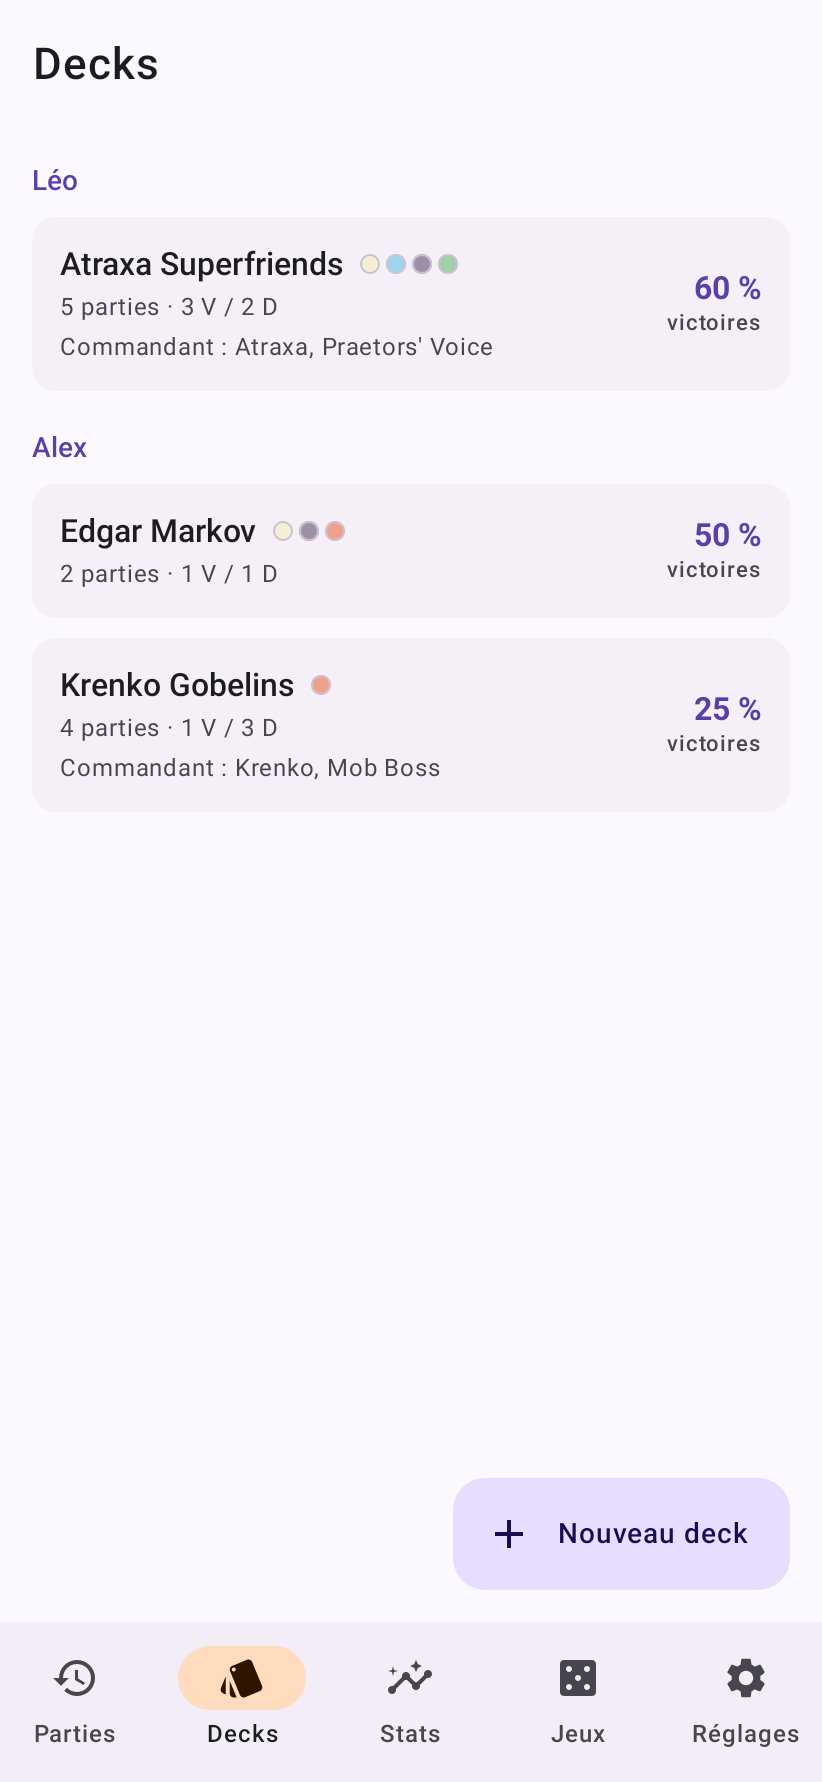 Decks
Léo
Atraxa Superfriends
5 parties · 3 V / 2 D
Commandant : Atraxa, Praetors' Voice
60 %
victoires
Alex
Edgar Markov
2 parties · 1 V / 1 D
50 %
victoires
Krenko Gobelins
4 parties · 1 V / 3 D
Commandant : Krenko, Mob Boss
25 %
victoires
Nouveau deck
Parties
Decks
Stats
Jeux
Réglages